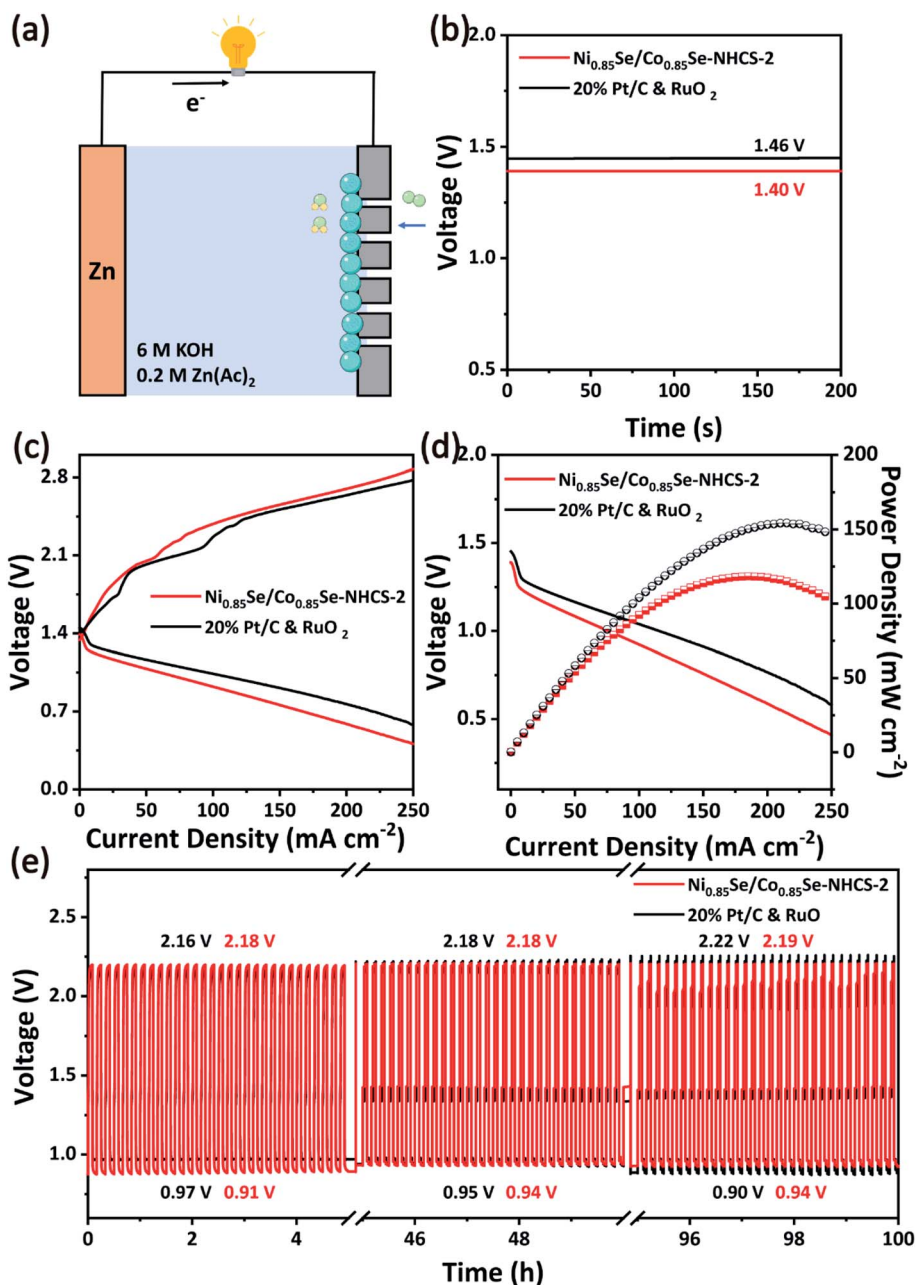 (a)
e⁻
Zn
6 M KOH
0.2 M Zn(Ac)₂
(b)
2.0
1.5
1.0
0.5
Voltage (V)
Ni₀.₈₅Se/Co₀.₈₅Se-NHCS-2
20% Pt/C & RuO ₂
1.46 V
1.40 V
0 50 100 150 200
Time (s)
(c)
2.8
2.1
1.4
0.7
0.0
Voltage (V)
Ni₀.₈₅Se/Co₀.₈₅Se-NHCS-2
20% Pt/C & RuO ₂
0 50 100 150 200 250
Current Density (mA cm⁻²)
(d)
2.0
1.5
1.0
0.5
Voltage (V)
Ni₀.₈₅Se/Co₀.₈₅Se-NHCS-2
20% Pt/C & RuO ₂
200
150
100
50
0
Power Density (mW cm⁻²)
0 50 100 150 200 250
Current Density (mA cm⁻²)
(e)
2.5
2.0
1.5
1.0
Voltage (V)
Ni₀.₈₅Se/Co₀.₈₅Se-NHCS-2
20% Pt/C & RuO
2.16 V 2.18 V
2.18 V 2.18 V
2.22 V 2.19 V
0.97 V 0.91 V
0.95 V 0.94 V
0.90 V 0.94 V
0 2 4 46 48 96 98 100
Time (h)